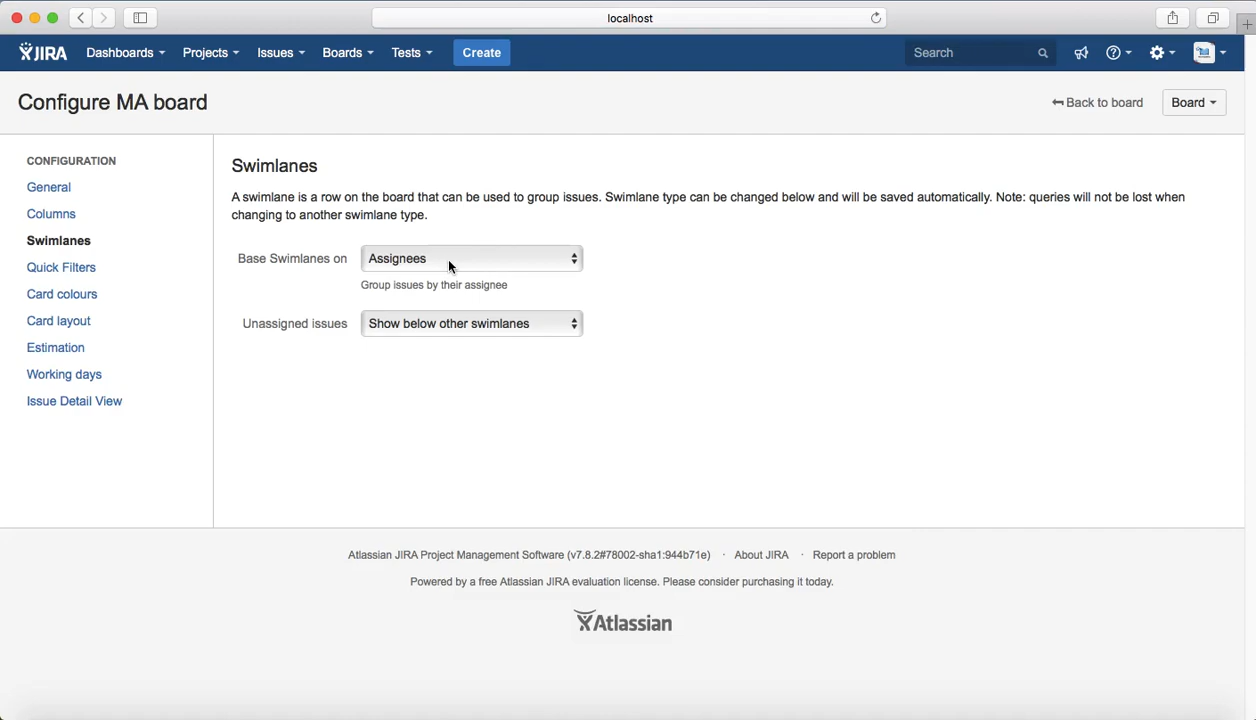 localhost
JIRA Dashboards Projects Issues Boards Tests Create Search
Configure MA board
Back to board Board
CONFIGURATION
General
Columns
Swimlanes
Quick Filters
Card colours
Card layout
Estimation
Working days
Issue Detail View
Swimlanes
A swimlane is a row on the board that can be used to group issues. Swimlane type can be changed below and will be saved automatically. Note: queries will not be lost when
changing to another swimlane type.
Base Swimlanes on Assignees
Group issues by their assignee
Unassigned issues Show below other swimlanes
Atlassian JIRA Project Management Software (v7.8.2#78002-sha1:944b71e) · About JIRA · Report a problem
Powered by a free Atlassian JIRA evaluation license. Please consider purchasing it today.
Atlassian